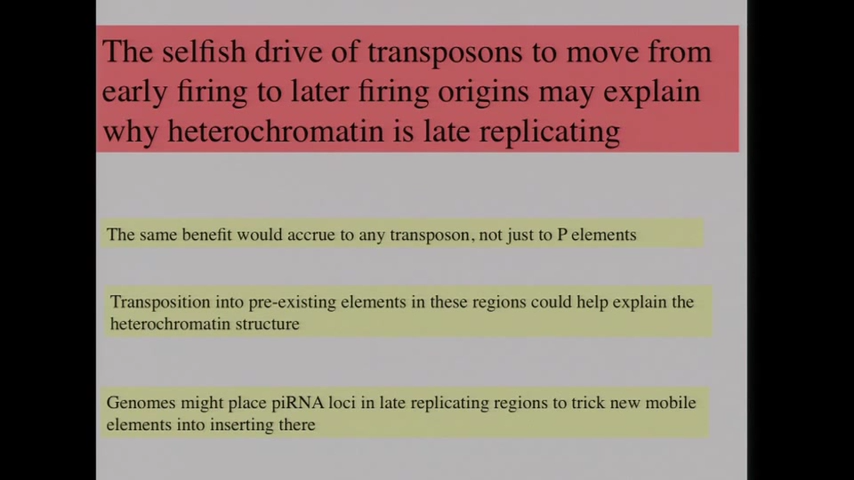 The selfish drive of transposons to move from
early firing to later firing origins may explain
why heterochromatin is late replicating
The same benefit would accrue to any transposon, not just to P elements
Transposition into pre-existing elements in these regions could help explain the
heterochromatin structure
Genomes might place piRNA loci in late replicating regions to trick new mobile
elements into inserting there